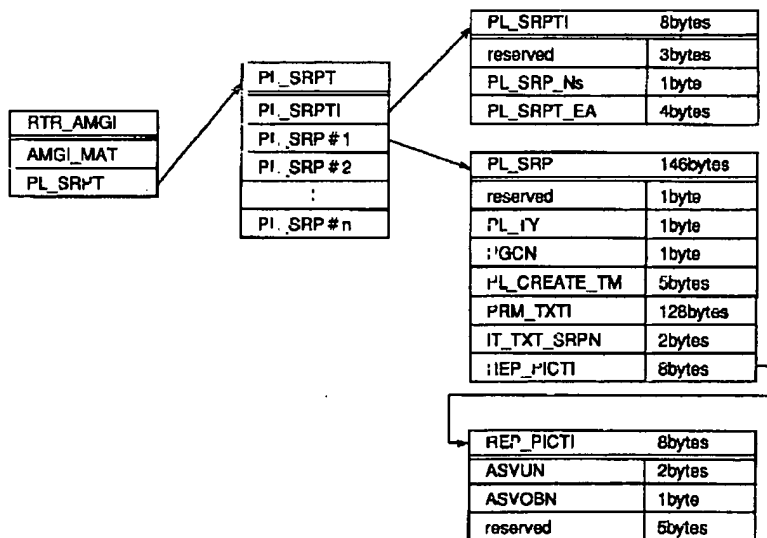 RTR_AMGI
AMGI_MAT
PL_SRPT
PL_SRPT
PL_SRPTI
PL_SRP #1
PL_SRP #2
:
PL_SRP #n
PL_SRPTI 8bytes
reserved 3bytes
PL_SRP_Ns 1byte
PL_SRPT_EA 4bytes
PL_SRP 146bytes
reserved 1byte
PL_TY 1byte
PGCN 1byte
PL_CREATE_TM 5bytes
PRM_TXTI 128bytes
IT_TXT_SRPN 2bytes
REP_PICTI 8bytes
REP_PICTI 8bytes
ASVUN 2bytes
ASVOBN 1byte
reserved 5bytes